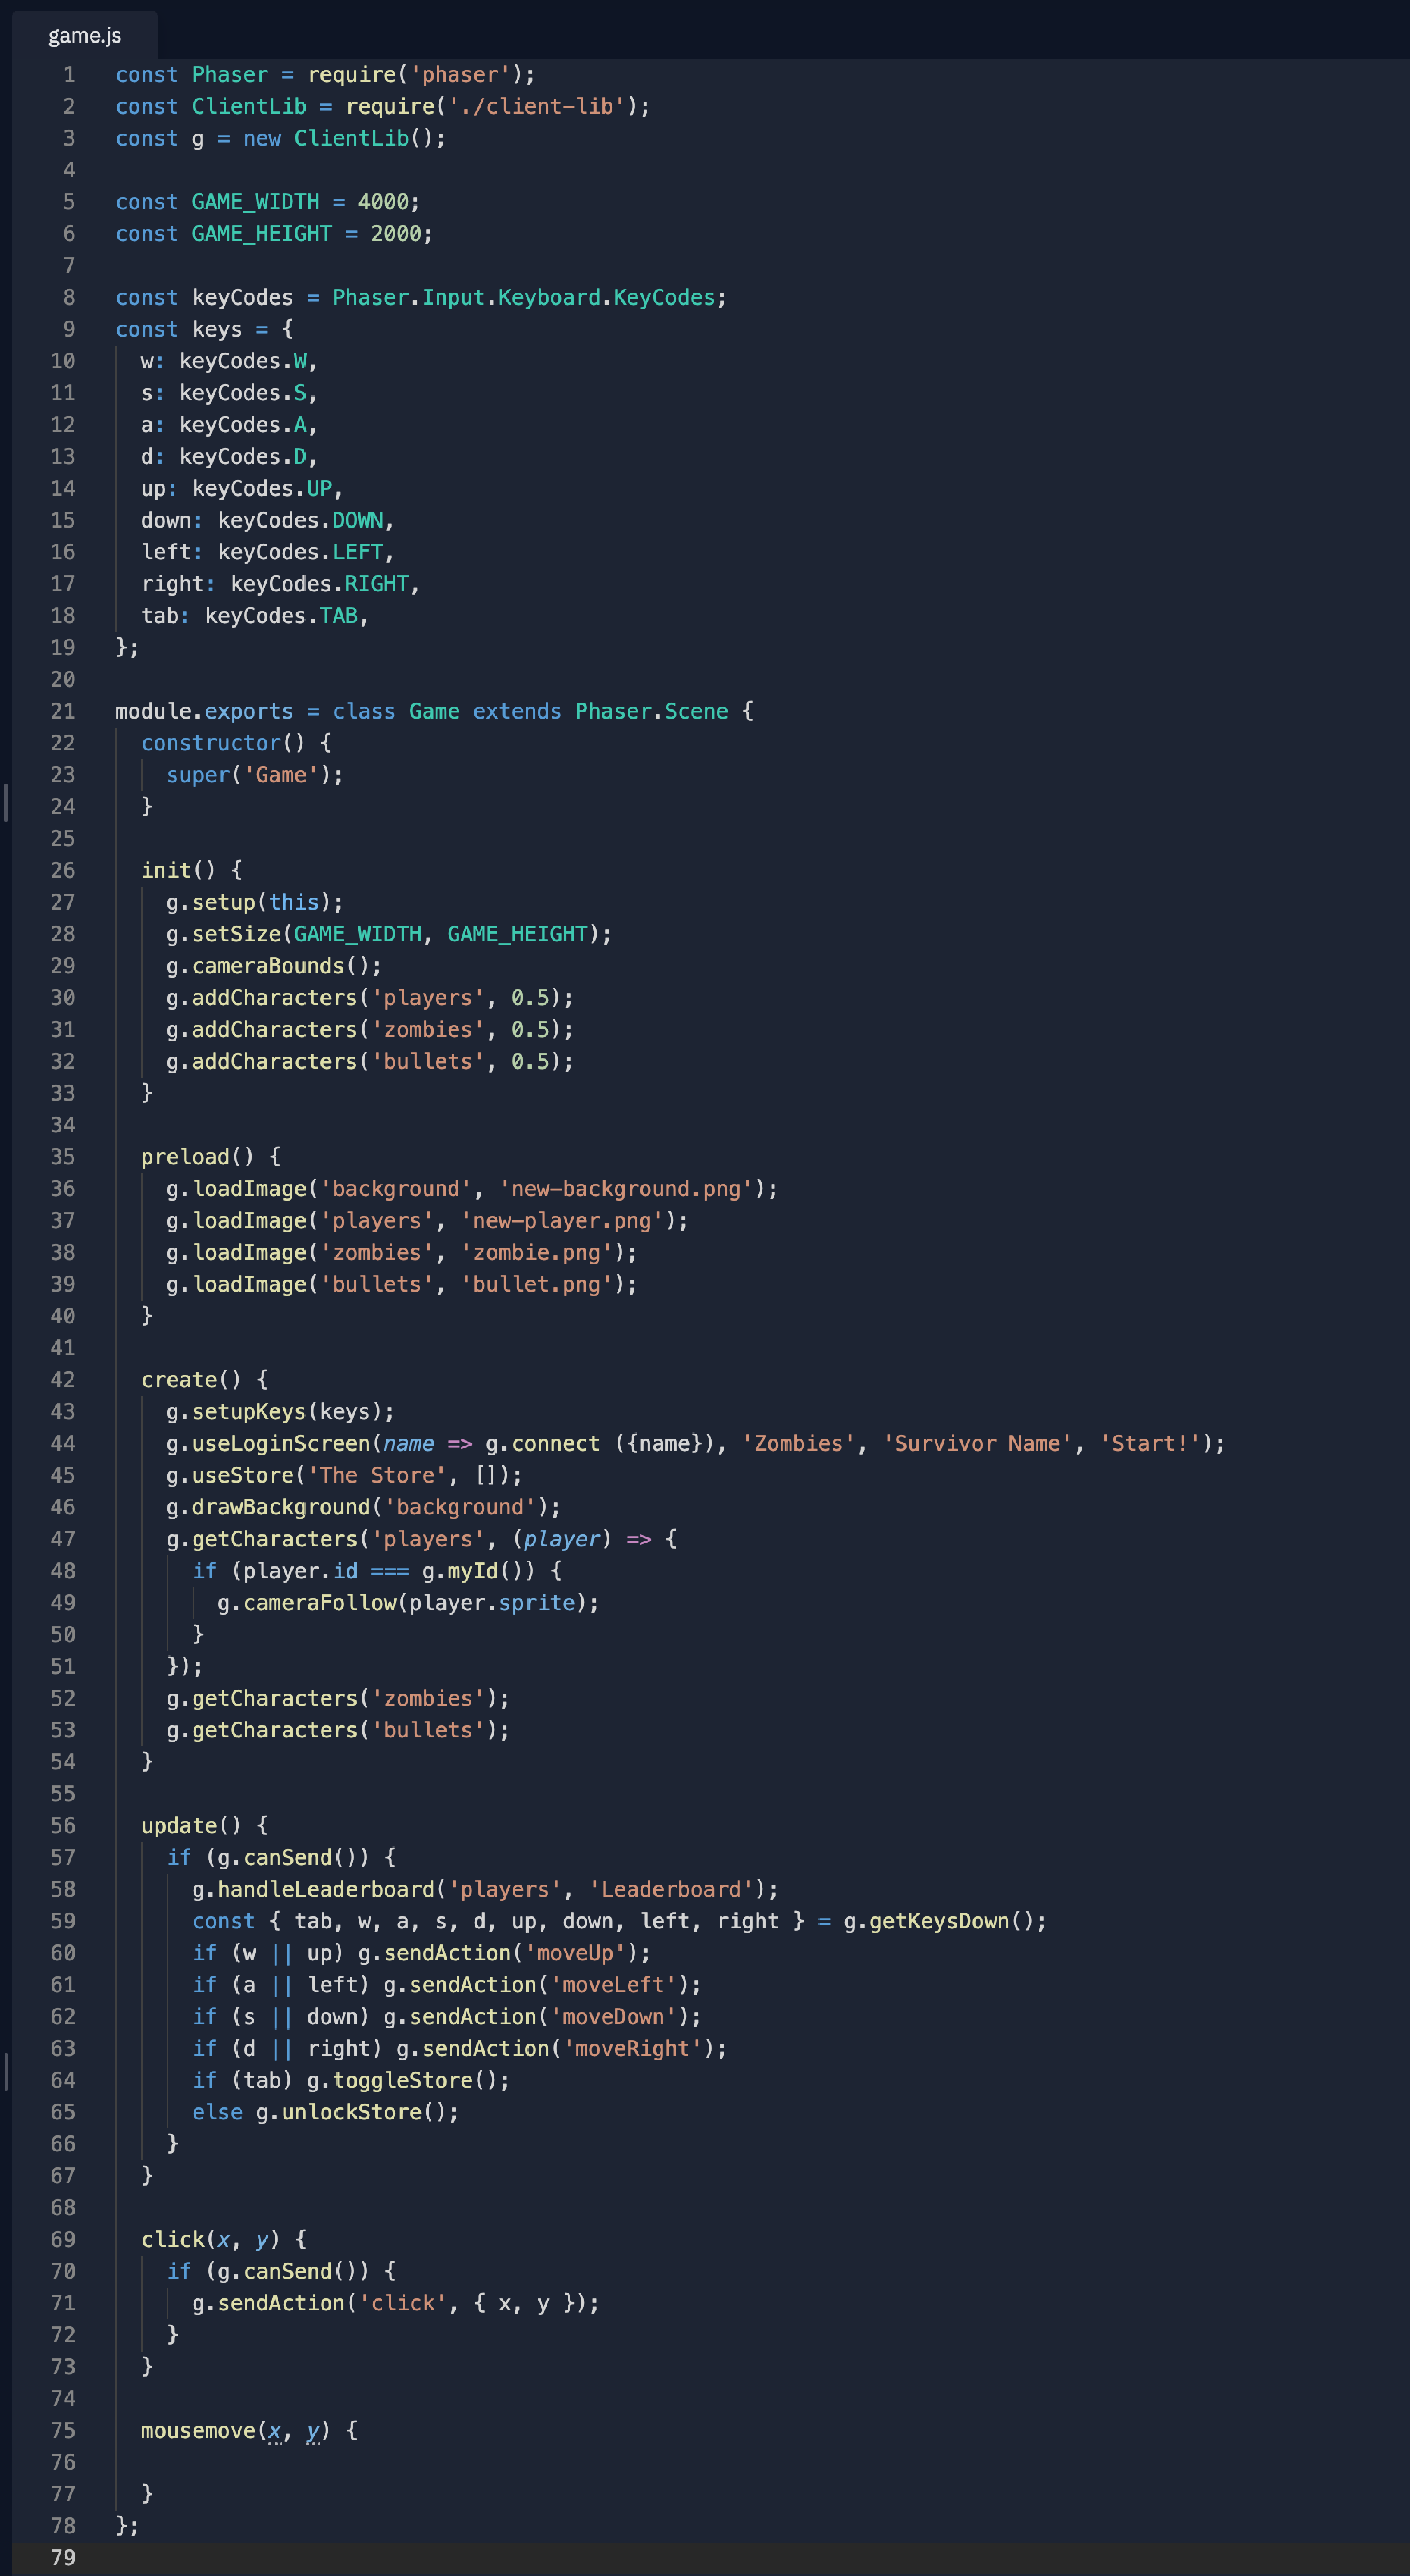 game.js
1 const Phaser = require('phaser');
2 const ClientLib = require('./client-lib');
3 const g = new ClientLib();
4
5 const GAME_WIDTH = 4000;
6 const GAME_HEIGHT = 2000;
7
8 const keyCodes = Phaser.Input.Keyboard.KeyCodes;
9 const keys = {
10   w: keyCodes.W,
11   s: keyCodes.S,
12   a: keyCodes.A,
13   d: keyCodes.D,
14   up: keyCodes.UP,
15   down: keyCodes.DOWN,
16   left: keyCodes.LEFT,
17   right: keyCodes.RIGHT,
18   tab: keyCodes.TAB,
19 };
20
21 module.exports = class Game extends Phaser.Scene {
22   constructor() {
23     super('Game');
24   }
25
26   init() {
27     g.setup(this);
28     g.setSize(GAME_WIDTH, GAME_HEIGHT);
29     g.cameraBounds();
30     g.addCharacters('players', 0.5);
31     g.addCharacters('zombies', 0.5);
32     g.addCharacters('bullets', 0.5);
33   }
34
35   preload() {
36     g.loadImage('background', 'new-background.png');
37     g.loadImage('players', 'new-player.png');
38     g.loadImage('zombies', 'zombie.png');
39     g.loadImage('bullets', 'bullet.png');
40   }
41
42   create() {
43     g.setupKeys(keys);
44     g.useLoginScreen(name => g.connect ({name}), 'Zombies', 'Survivor Name', 'Start!');
45     g.useStore('The Store', []);
46     g.drawBackground('background');
47     g.getCharacters('players', (player) => {
48       if (player.id === g.myId()) {
49         g.cameraFollow(player.sprite);
50       }
51     });
52     g.getCharacters('zombies');
53     g.getCharacters('bullets');
54   }
55
56   update() {
57     if (g.canSend()) {
58       g.handleLeaderboard('players', 'Leaderboard');
59       const { tab, w, a, s, d, up, down, left, right } = g.getKeysDown();
60       if (w || up) g.sendAction('moveUp');
61       if (a || left) g.sendAction('moveLeft');
62       if (s || down) g.sendAction('moveDown');
63       if (d || right) g.sendAction('moveRight');
64       if (tab) g.toggleStore();
65       else g.unlockStore();
66     }
67   }
68
69   click(x, y) {
70     if (g.canSend()) {
71       g.sendAction('click', { x, y });
72     }
73   }
74
75   mousemove(x, y) {
76
77   }
78 };
79